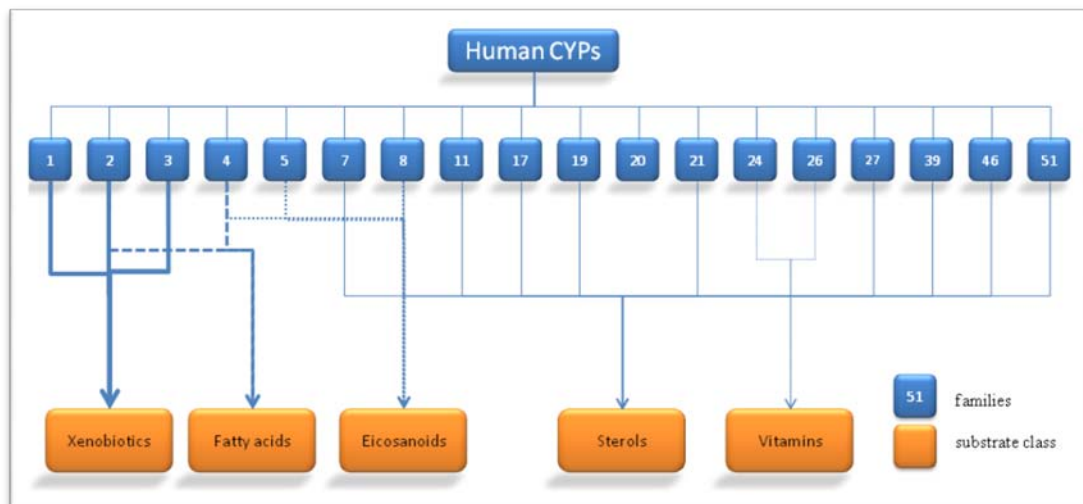 Human CYPs
1 2 3 4 5 7 8 11 17 19 20 21 24 26 27 39 46 51
51 families
Xenobiotics Fatty acids Eicosanoids Sterols Vitamins substrate class